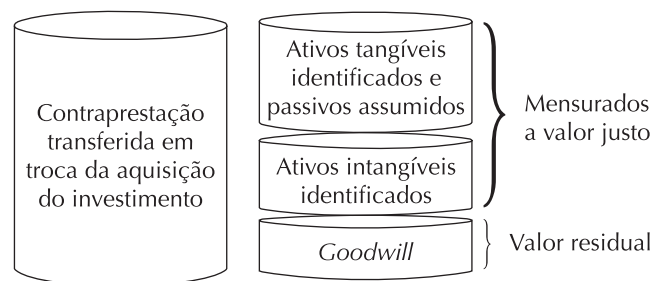 Contraprestação
transferida em
troca da aquisição
do investimento
Ativos tangíveis
identificados e
passivos assumidos
Ativos intangíveis
identificados
Goodwill
Mensurados
a valor justo
Valor residual